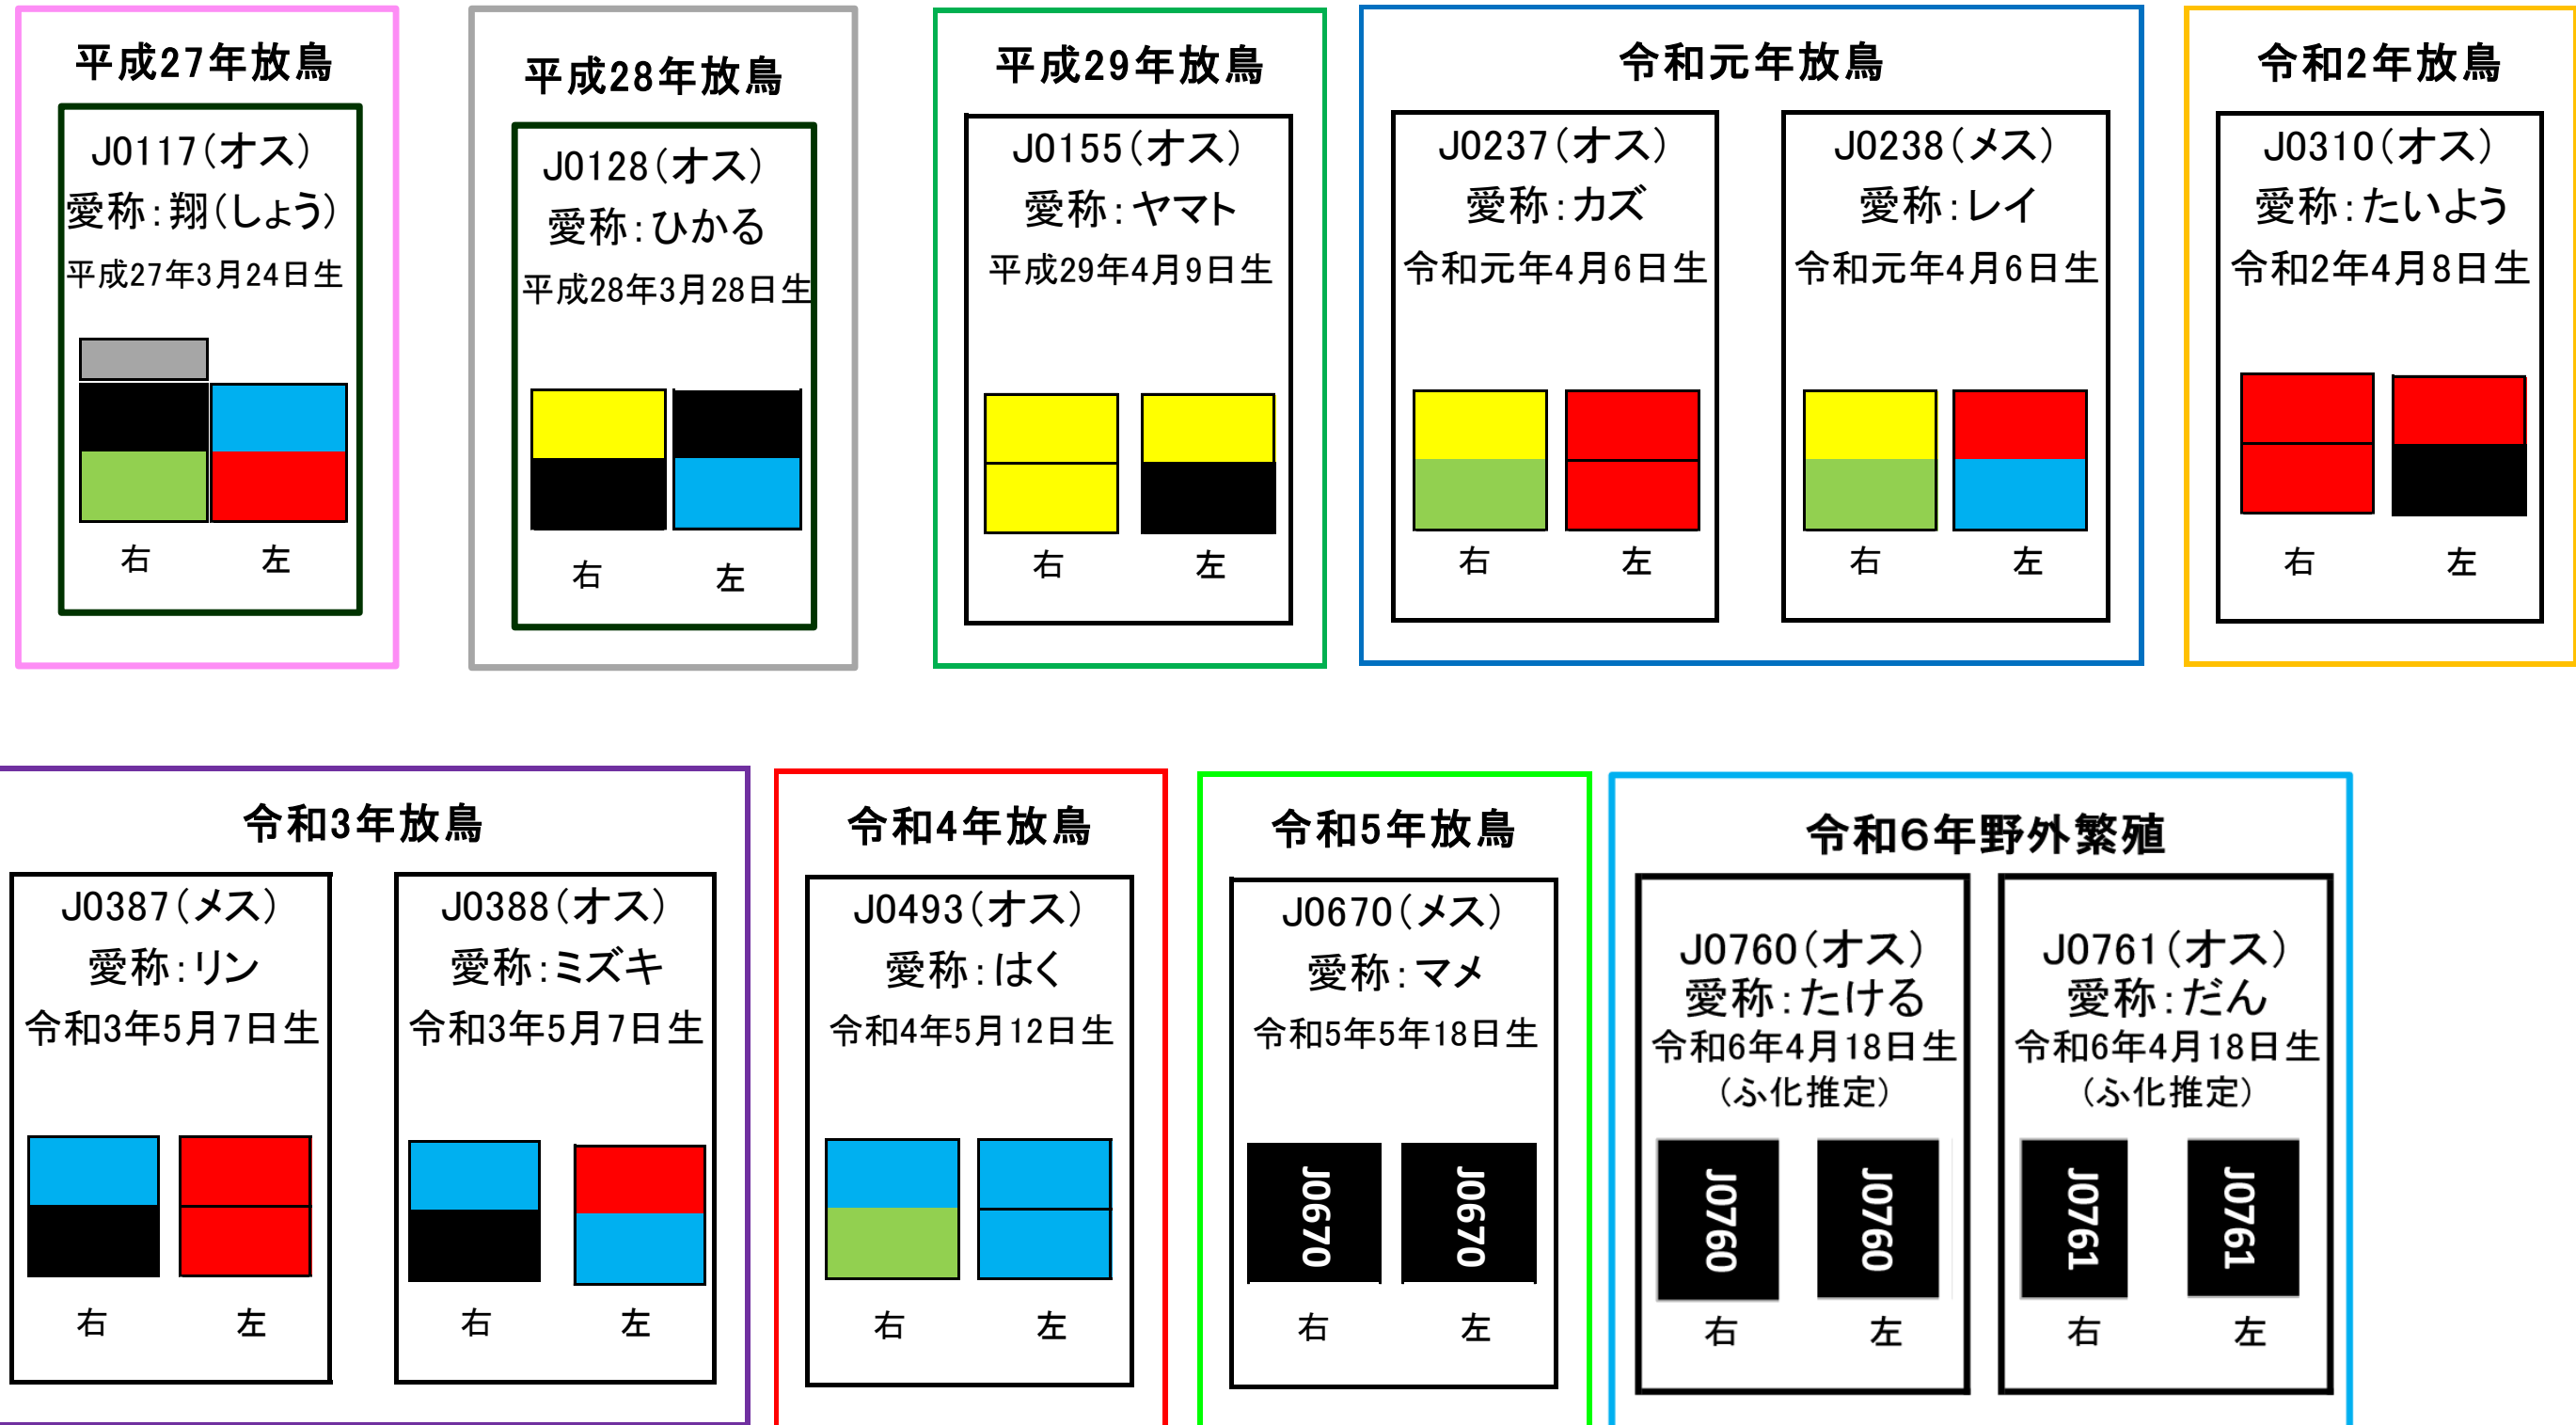 平成27年放鳥
J0117(オス)
愛称:翔(しょう)
平成27年3月24日生
右 左
平成28年放鳥
J0128(オス)
愛称:ひかる
平成28年3月28日生
右 左
平成29年放鳥
J0155(オス)
愛称:ヤマト
平成29年4月9日生
右 左
令和元年放鳥
J0237(オス)
愛称:カズ
令和元年4月6日生
右 左
J0238(メス)
愛称:レイ
令和元年4月6日生
右 左
令和2年放鳥
J0310(オス)
愛称:たいよう
令和2年4月8日生
右 左
令和3年放鳥
J0387(メス)
愛称:リン
令和3年5月7日生
右 左
J0388(オス)
愛称:ミズキ
令和3年5月7日生
右 左
令和4年放鳥
J0493(オス)
愛称:はく
令和4年5月12日生
右 左
令和5年放鳥
J0670(メス)
愛称:マメ
令和5年5年18日生
J0670 J0670
右 左
令和6年野外繁殖
J0760(オス)
愛称:たける
令和6年4月18日生
(ふ化推定)
J0760 J0760
右 左
J0761(オス)
愛称:だん
令和6年4月18日生
(ふ化推定)
J0761 J0761
右 左